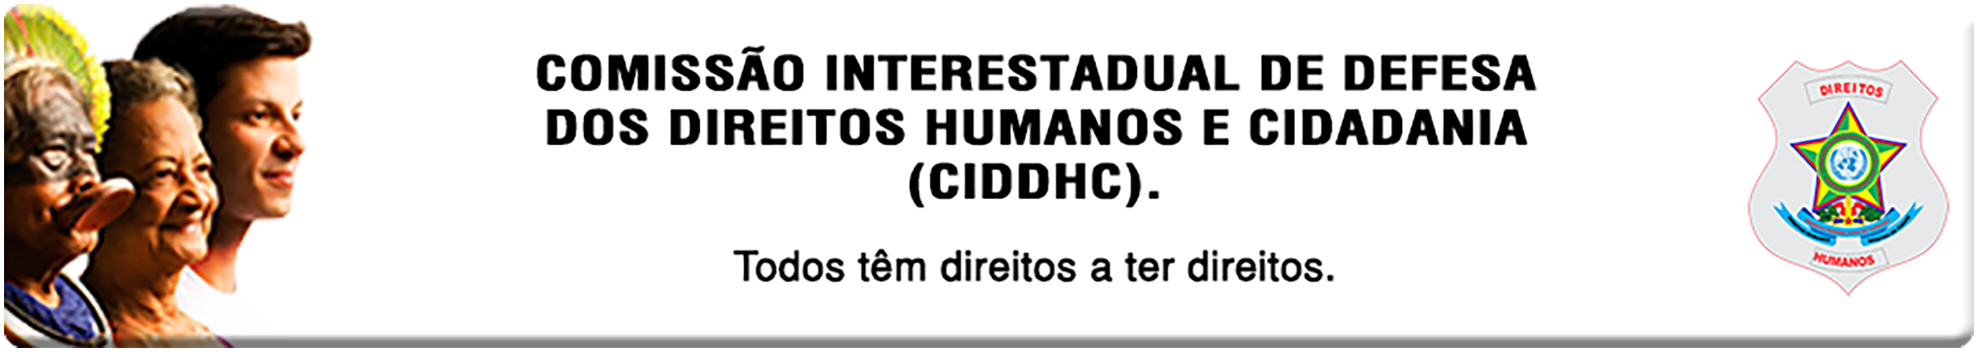 COMISSÃO INTERESTADUAL DE DEFESA
DOS DIREITOS HUMANOS E CIDADANIA
(CIDDHC).
Todos têm direitos a ter direitos.
DIREITOS
HUMANOS